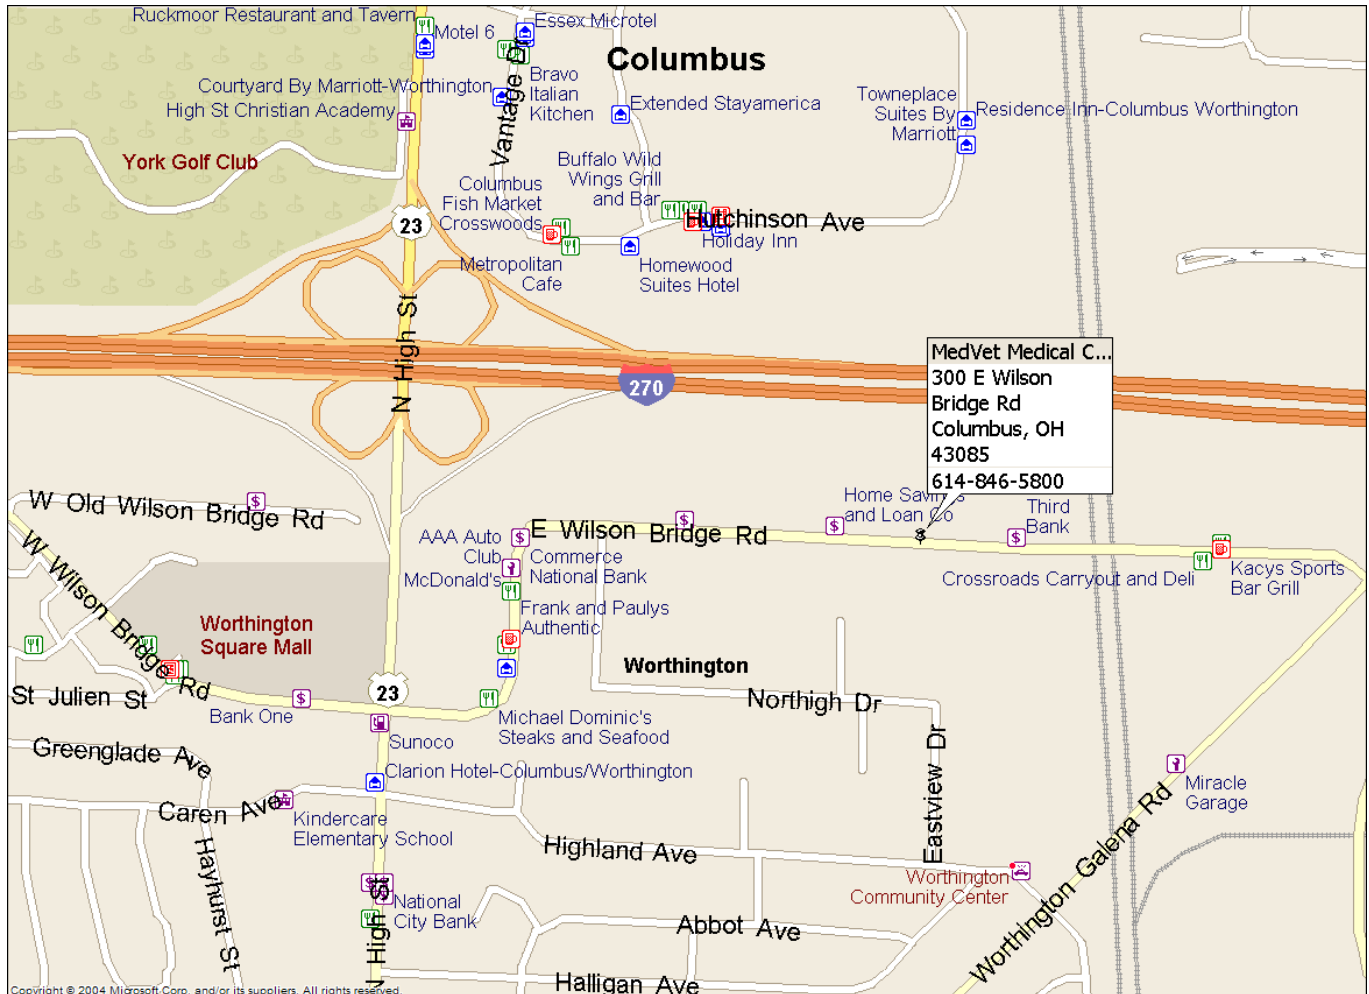 Ruckmoor Restaurant and Tavern
Motel 6
Essex Microtel
Columbus
Courtyard By Marriott-Worthington
High St Christian Academy
Vantage Dr
Bravo
Italian
Kitchen
Extended Stayamerica
Towneplace
Suites By
Marriott
Residence Inn-Columbus Worthington
York Golf Club
Buffalo Wild
Wings Grill
and Bar
Columbus
Fish Market
Crosswoods
23
Hutchinson Ave
Holiday Inn
Metropolitan
Cafe
Homewood
Suites Hotel
N High St
270
MedVet Medical C...
300 E Wilson
Bridge Rd
Columbus, OH
43085
614-846-5800
W Old Wilson Bridge Rd
Home Savings
and Loan Co
Third
Bank
E Wilson Bridge Rd
AAA Auto
Club
Commerce
National Bank
McDonald's
W Wilson Bridge Rd
Crossroads Carryout and Deli
Kacys Sports
Bar Grill
Frank and Paulys
Authentic
Worthington
Square Mall
Worthington
St Julien St
23
Northigh Dr
Bank One
Michael Dominic's
Steaks and Seafood
Sunoco
Greenglade Ave
Eastview Dr
Clarion Hotel-Columbus/Worthington
Miracle
Garage
Caren Ave
Kindercare
Elementary School
Highland Ave
Hayhurst St
Worthington Galena Rd
Worthington
Community Center
National
City Bank
N High St
Abbot Ave
Halligan Ave
Copyright © 2004 Microsoft Corp. and/or its suppliers. All rights reserved.